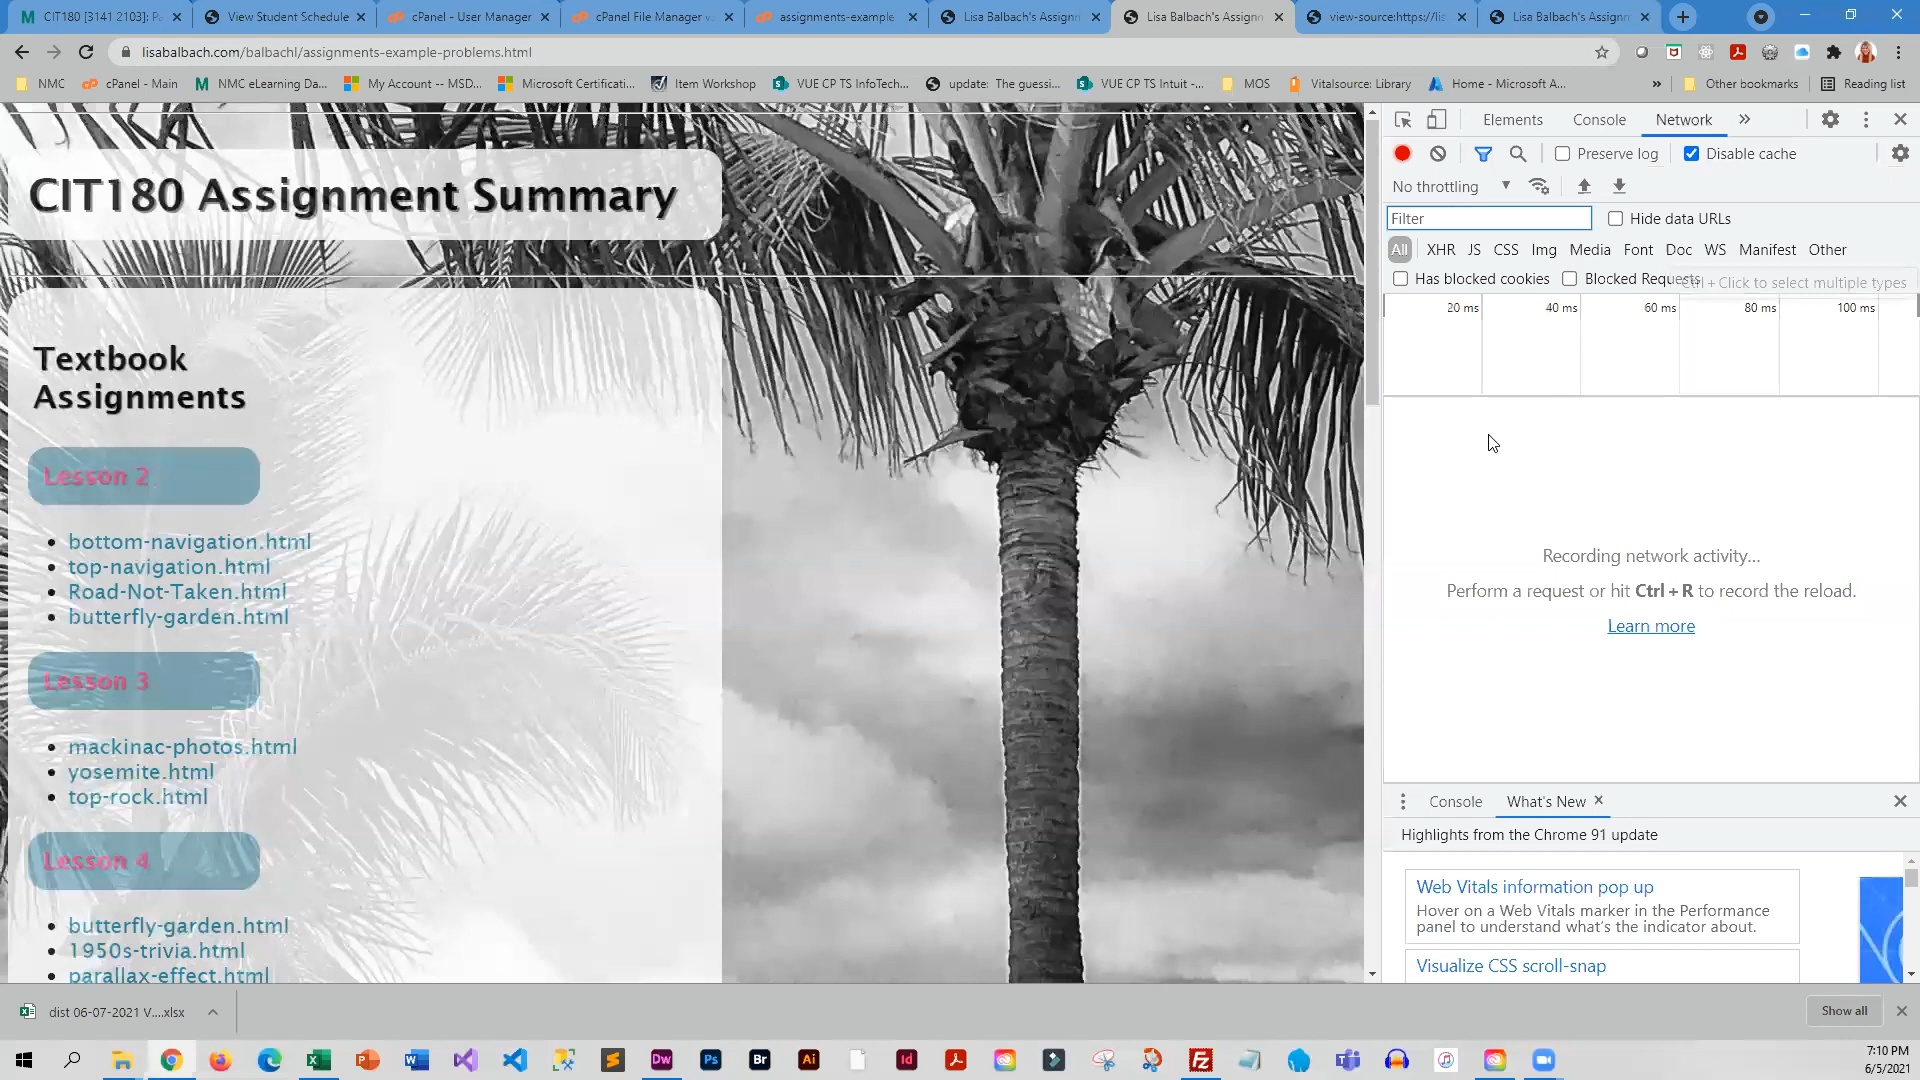 CIT180 [3141 2103]: P
View Student Schedule
cPanel - User Manager
cPanel File Manager v
assignments-example
Lisa Balbach's Assignm
Lisa Balbach's Assignm
view-source:https://lis
Lisa Balbach's Assignm
lisabalbach.com/balbachl/assignments-example-problems.html
NMC
cPanel - Main
NMC eLearning Da...
My Account -- MSD...
Microsoft Certificati...
Item Workshop
VUE CP TS InfoTech...
update: The guessi...
VUE CP TS Intuit -...
MOS
Vitalsource: Library
Home - Microsoft A...
»
Other bookmarks
Reading list
CIT180 Assignment Summary
Textbook
Assignments
Lesson 2
bottom-navigation.html
top-navigation.html
Road-Not-Taken.html
butterfly-garden.html
Lesson 3
mackinac-photos.html
yosemite.html
top-rock.html
Lesson 4
butterfly-garden.html
1950s-trivia.html
parallax-effect.html
Elements Console Network »
Preserve log Disable cache
No throttling
Filter Hide data URLs
All XHR JS CSS Img Media Font Doc WS Manifest Other
Has blocked cookies Blocked Requests
Ctrl + Click to select multiple types
20 ms 40 ms 60 ms 80 ms 100 ms
Recording network activity...
Perform a request or hit Ctrl + R to record the reload.
Learn more
Console What's New
Highlights from the Chrome 91 update
Web Vitals information pop up
Hover on a Web Vitals marker in the Performance
panel to understand what's the indicator about.
Visualize CSS scroll-snap
dist 06-07-2021 V....xlsx
Show all
Dw Ps Br Ai Id
7:10 PM
6/5/2021